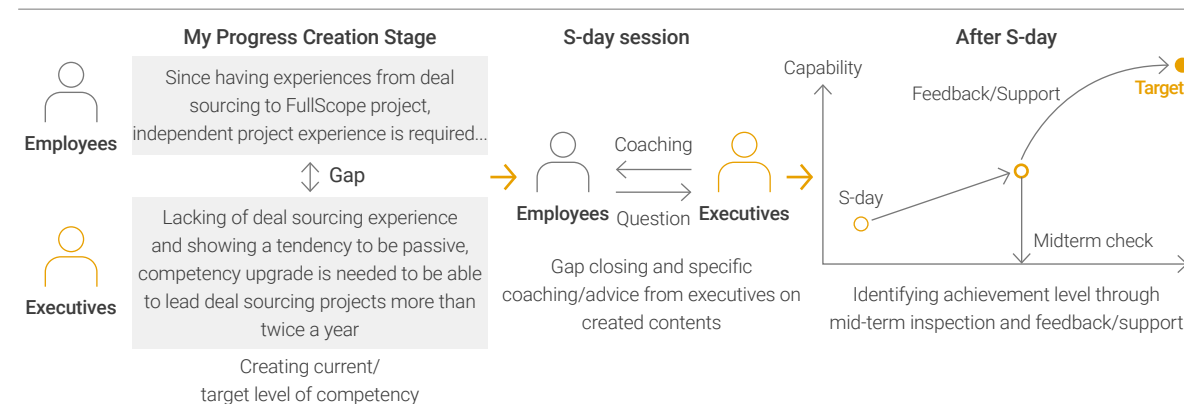 My Progress Creation Stage
Employees
Since having experiences from deal
sourcing to FullScope project,
independent project experience is required...
Gap
Executives
Lacking of deal sourcing experience
and showing a tendency to be passive,
competency upgrade is needed to be able
to lead deal sourcing projects more than
twice a year
Creating current/
target level of competency
S-day session
Employees
Coaching
Question
Executives
Gap closing and specific
coaching/advice from executives on
created contents
After S-day
Capability
Feedback/Support
Target
S-day
Midterm check
Identifying achievement level through
mid-term inspection and feedback/support